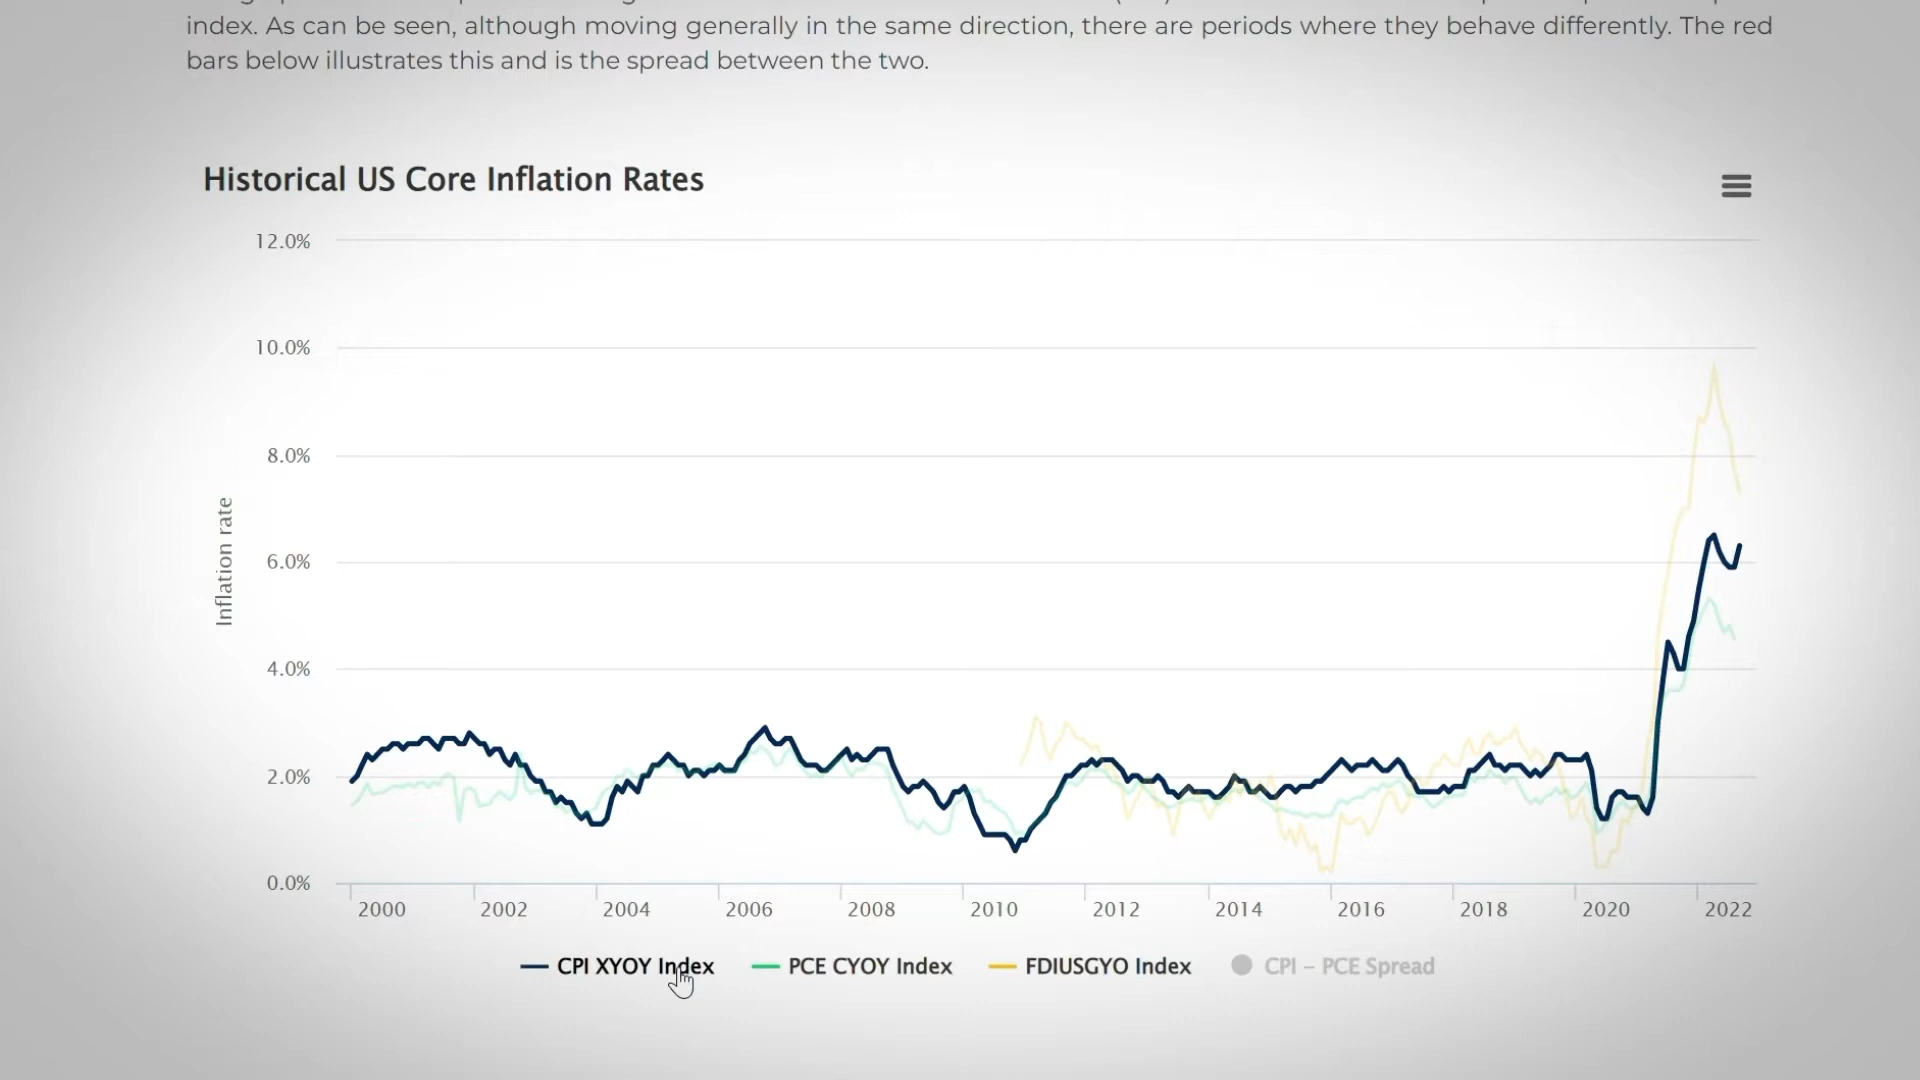 index. As can be seen, although moving generally in the same direction, there are periods where they behave differently. The red
bars below illustrates this and is the spread between the two.
Historical US Core Inflation Rates
12.0%
10.0%
8.0%
6.0%
4.0%
2.0%
0.0%
Inflation rate
2000 2002 2004 2006 2008 2010 2012 2014 2016 2018 2020 2022
CPI XYOY Index PCE CYOY Index FDIUSGYO Index CPI – PCE Spread